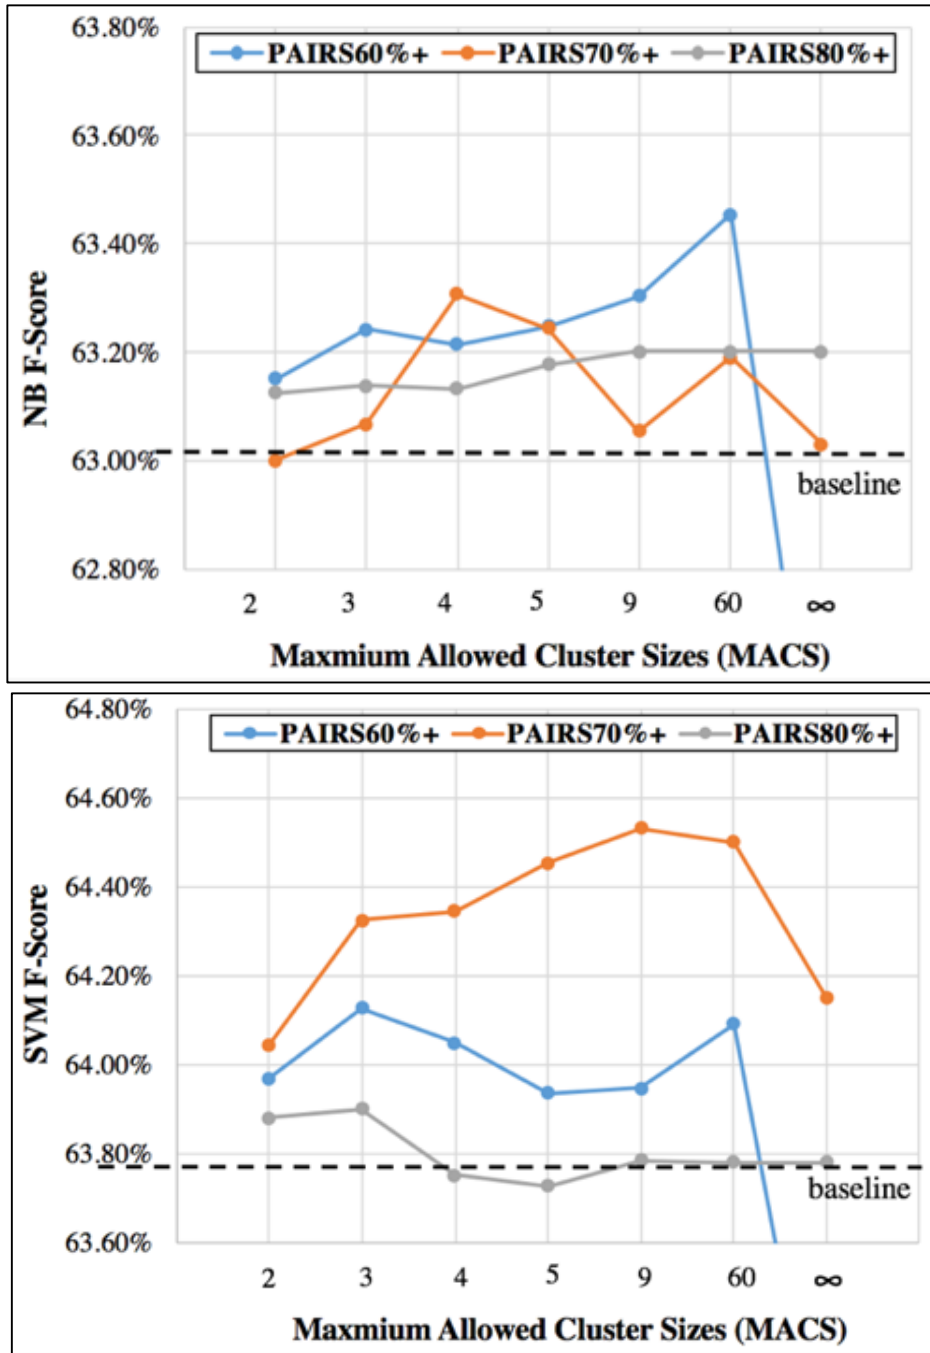 63.80%
PAIRS60%+ PAIRS70%+ PAIRS80%+
63.60%
63.40%
63.20%
63.00%
62.80%
NB F-Score
baseline
2 3 4 5 9 60 ∞
Maxmium Allowed Cluster Sizes (MACS)
64.80%
PAIRS60%+ PAIRS70%+ PAIRS80%+
64.60%
64.40%
64.20%
64.00%
63.80%
63.60%
SVM F-Score
baseline
2 3 4 5 9 60 ∞
Maxmium Allowed Cluster Sizes (MACS)